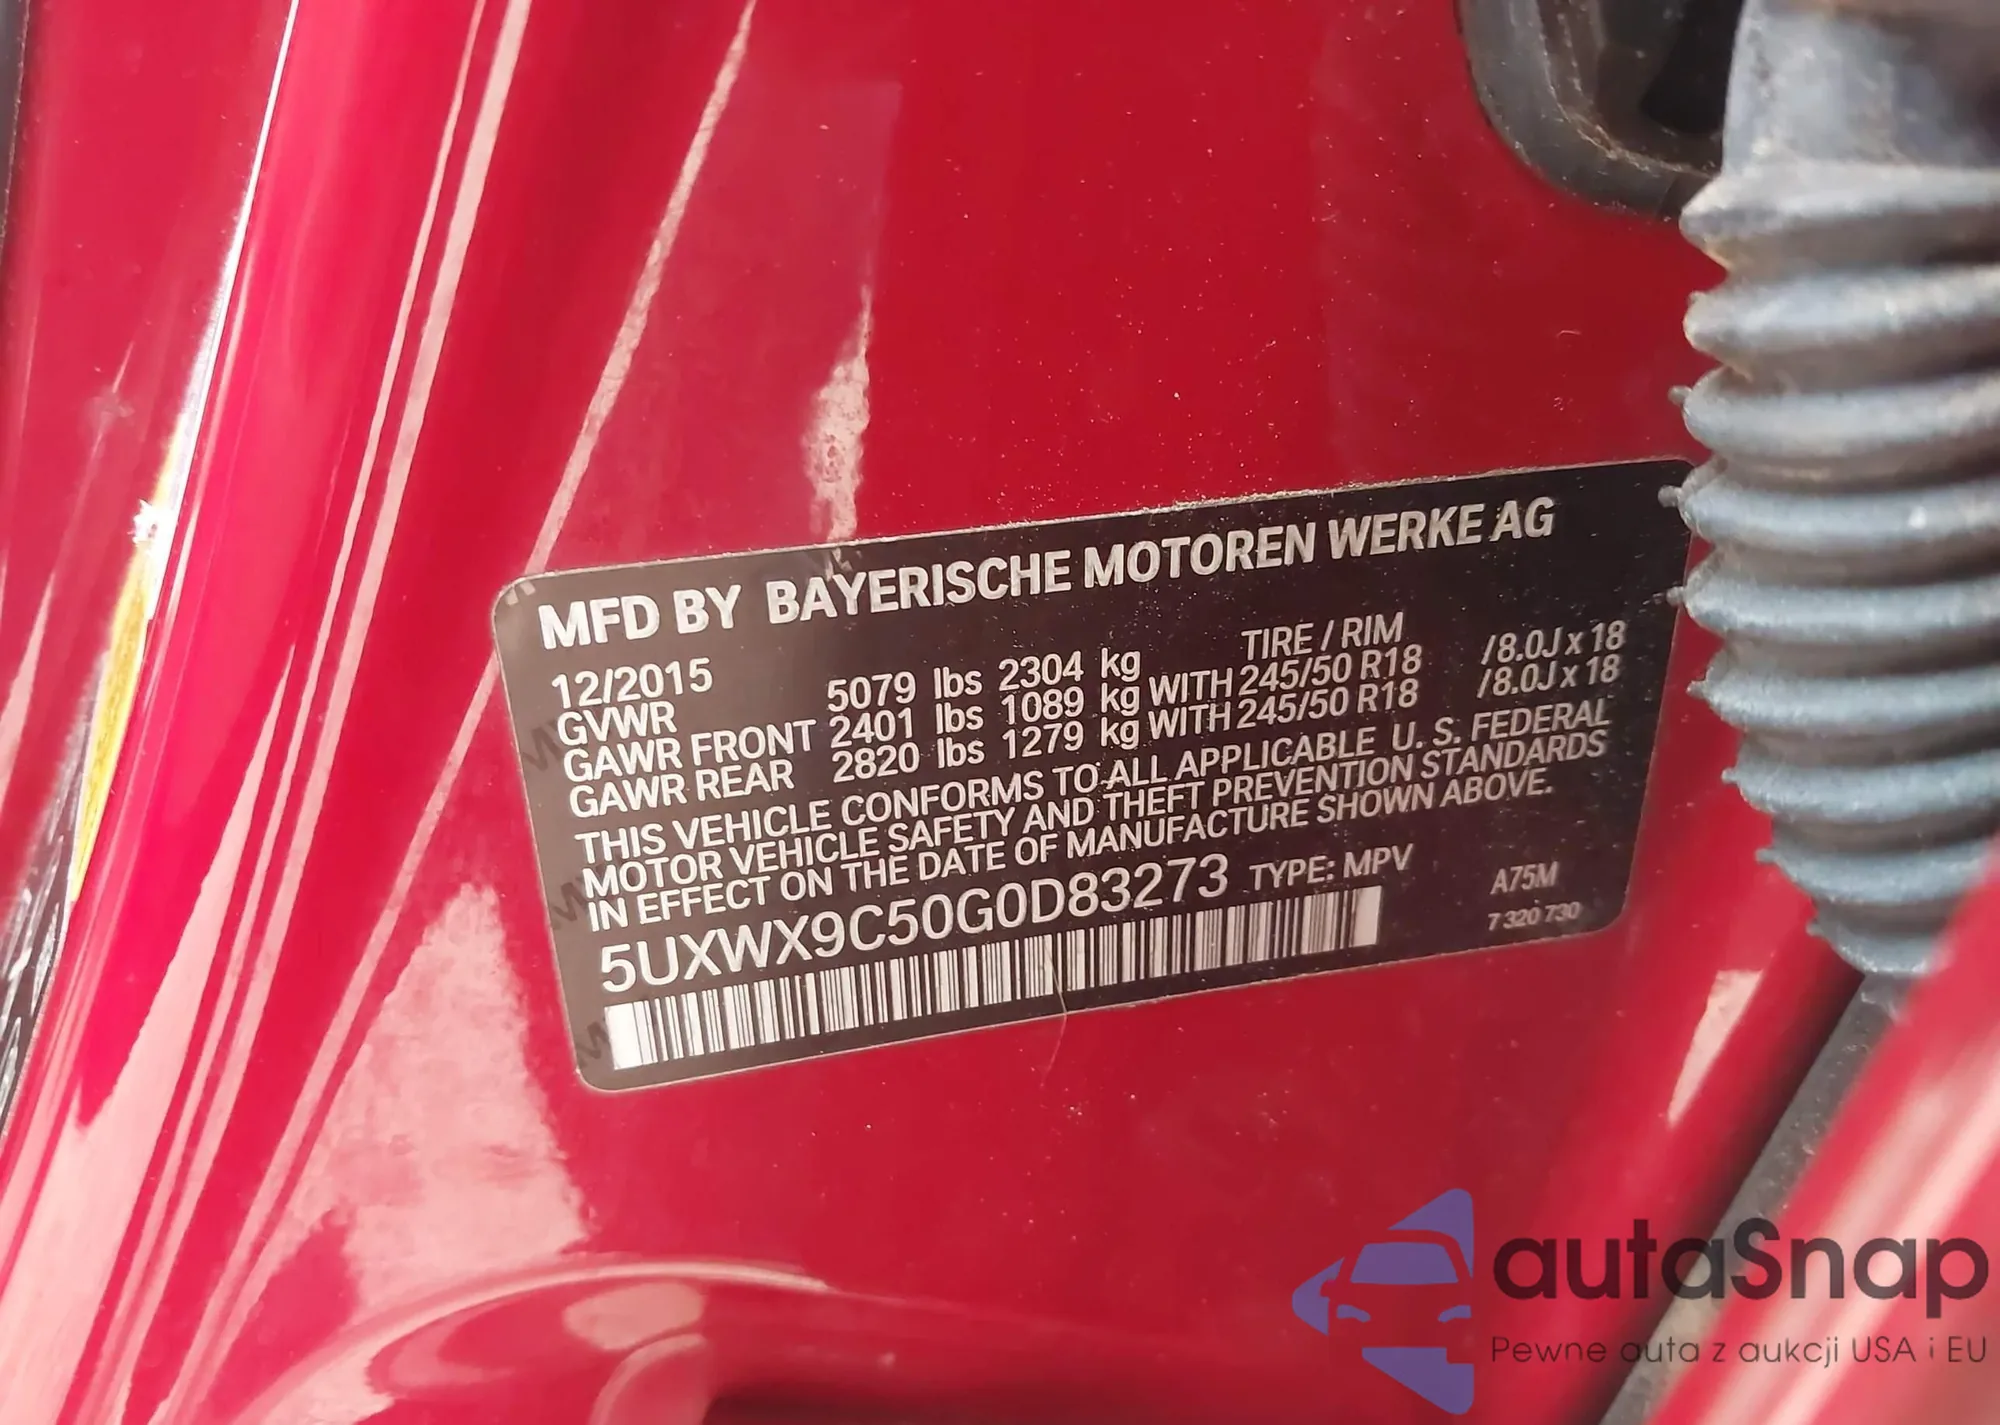 MFD BY BAYERISCHE MOTOREN WERKE AG
12/2015 TIRE / RIM
GVWR 5079 lbs 2304 kg
GAWR FRONT 2401 lbs 1089 kg WITH 245/50 R18 /8.0J x 18
GAWR REAR 2820 lbs 1279 kg WITH 245/50 R18 /8.0J x 18
THIS VEHICLE CONFORMS TO ALL APPLICABLE U. S. FEDERAL
MOTOR VEHICLE SAFETY AND THEFT PREVENTION STANDARDS
IN EFFECT ON THE DATE OF MANUFACTURE SHOWN ABOVE.
5UXWX9C50G0D83273 TYPE: MPV A75M
7 320 730
autaSnap
Pewne auta z aukcji USA i EU